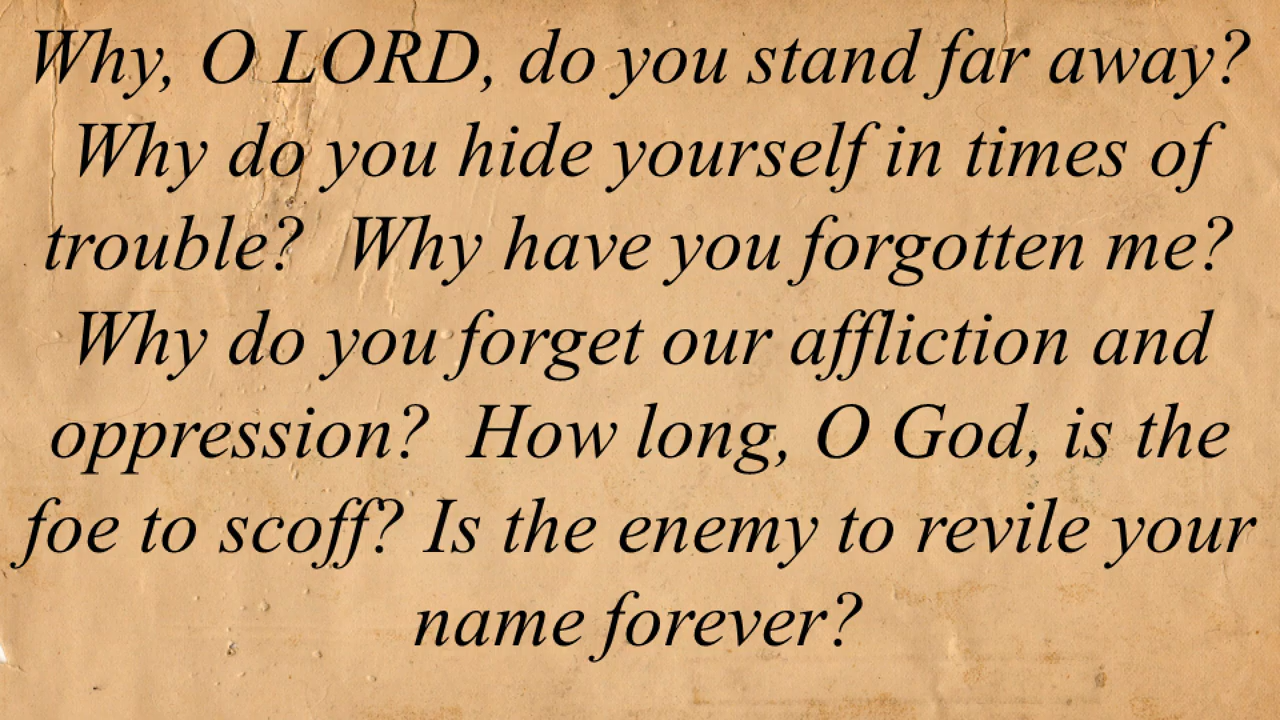 Why, O LORD, do you stand far away?
Why do you hide yourself in times of
trouble?  Why have you forgotten me?
Why do you forget our affliction and
oppression?  How long, O God, is the
foe to scoff? Is the enemy to revile your
name forever?